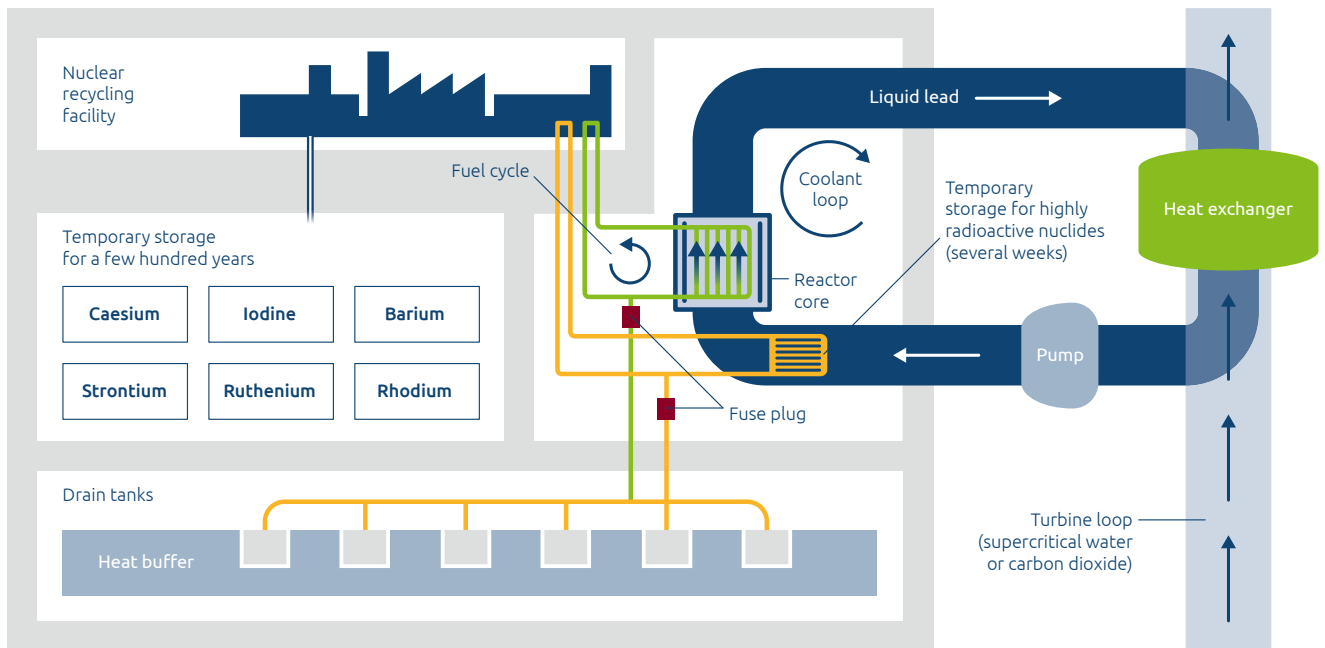 Nuclear
recycling
facility
Liquid lead
Fuel cycle
Coolant
loop
Temporary
storage for highly
radioactive nuclides
(several weeks)
Heat exchanger
Temporary storage
for a few hundred years
Reactor
core
Caesium
Iodine
Barium
Pump
Strontium
Ruthenium
Rhodium
Fuse plug
Drain tanks
Heat buffer
Turbine loop
(supercritical water
or carbon dioxide)